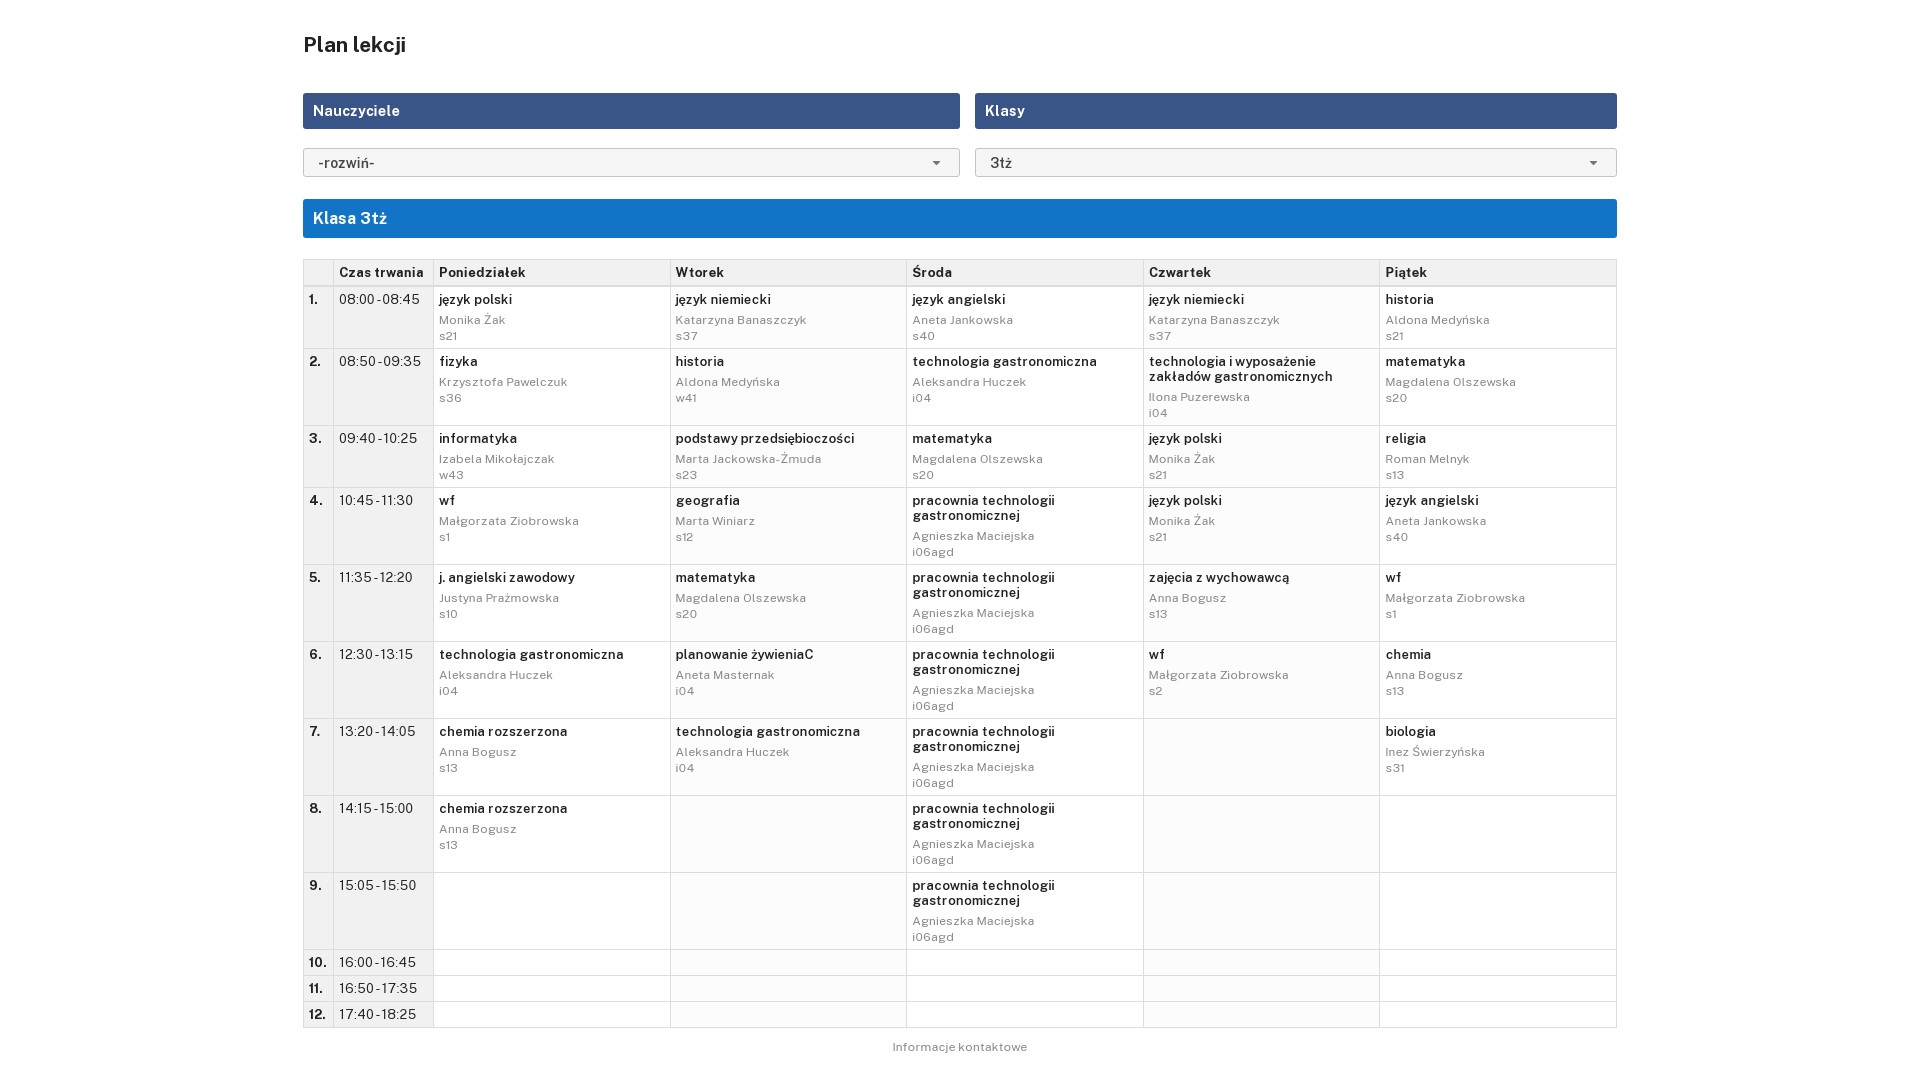 Plan lekcji
Nauczyciele
Klasy
-rozwiń-
3tż
Klasa 3tż
Czas trwania Poniedziałek Wtorek Środa Czwartek Piątek
1. 08:00 - 08:45 język polski język niemiecki język angielski język niemiecki historia
Monika Żak Katarzyna Banaszczyk Aneta Jankowska Katarzyna Banaszczyk Aldona Medyńska
s21 s37 s40 s37 s21
2. 08:50 - 09:35 fizyka historia technologia gastronomiczna technologia i wyposażenie matematyka
zakładów gastronomicznych
Krzysztofa Pawelczuk Aldona Medyńska Aleksandra Huczek Ilona Puzerewska Magdalena Olszewska
s36 w41 i04 i04 s20
3. 09:40 - 10:25 informatyka podstawy przedsiębioczości matematyka język polski religia
Izabela Mikołajczak Marta Jackowska-Żmuda Magdalena Olszewska Monika Żak Roman Melnyk
w43 s23 s20 s21 s13
4. 10:45 - 11:30 wf geografia pracownia technologii język polski język angielski
gastronomicznej
Małgorzata Ziobrowska Marta Winiarz Agnieszka Maciejska Monika Żak Aneta Jankowska
s1 s12 i06agd s21 s40
5. 11:35 - 12:20 j. angielski zawodowy matematyka pracownia technologii zajęcia z wychowawcą wf
gastronomicznej
Justyna Prażmowska Magdalena Olszewska Agnieszka Maciejska Anna Bogusz Małgorzata Ziobrowska
s10 s20 i06agd s13 s1
6. 12:30 - 13:15 technologia gastronomiczna planowanie żywieniaC pracownia technologii wf chemia
gastronomicznej
Aleksandra Huczek Aneta Masternak Agnieszka Maciejska Małgorzata Ziobrowska Anna Bogusz
i04 i04 i06agd s2 s13
7. 13:20 - 14:05 chemia rozszerzona technologia gastronomiczna pracownia technologii biologia
gastronomicznej
Anna Bogusz Aleksandra Huczek Agnieszka Maciejska Inez Świerzyńska
s13 i04 i06agd s31
8. 14:15 - 15:00 chemia rozszerzona pracownia technologii
gastronomicznej
Anna Bogusz Agnieszka Maciejska
s13 i06agd
9. 15:05 - 15:50 pracownia technologii
gastronomicznej
Agnieszka Maciejska
i06agd
10. 16:00 - 16:45
11. 16:50 - 17:35
12. 17:40 - 18:25
Informacje kontaktowe